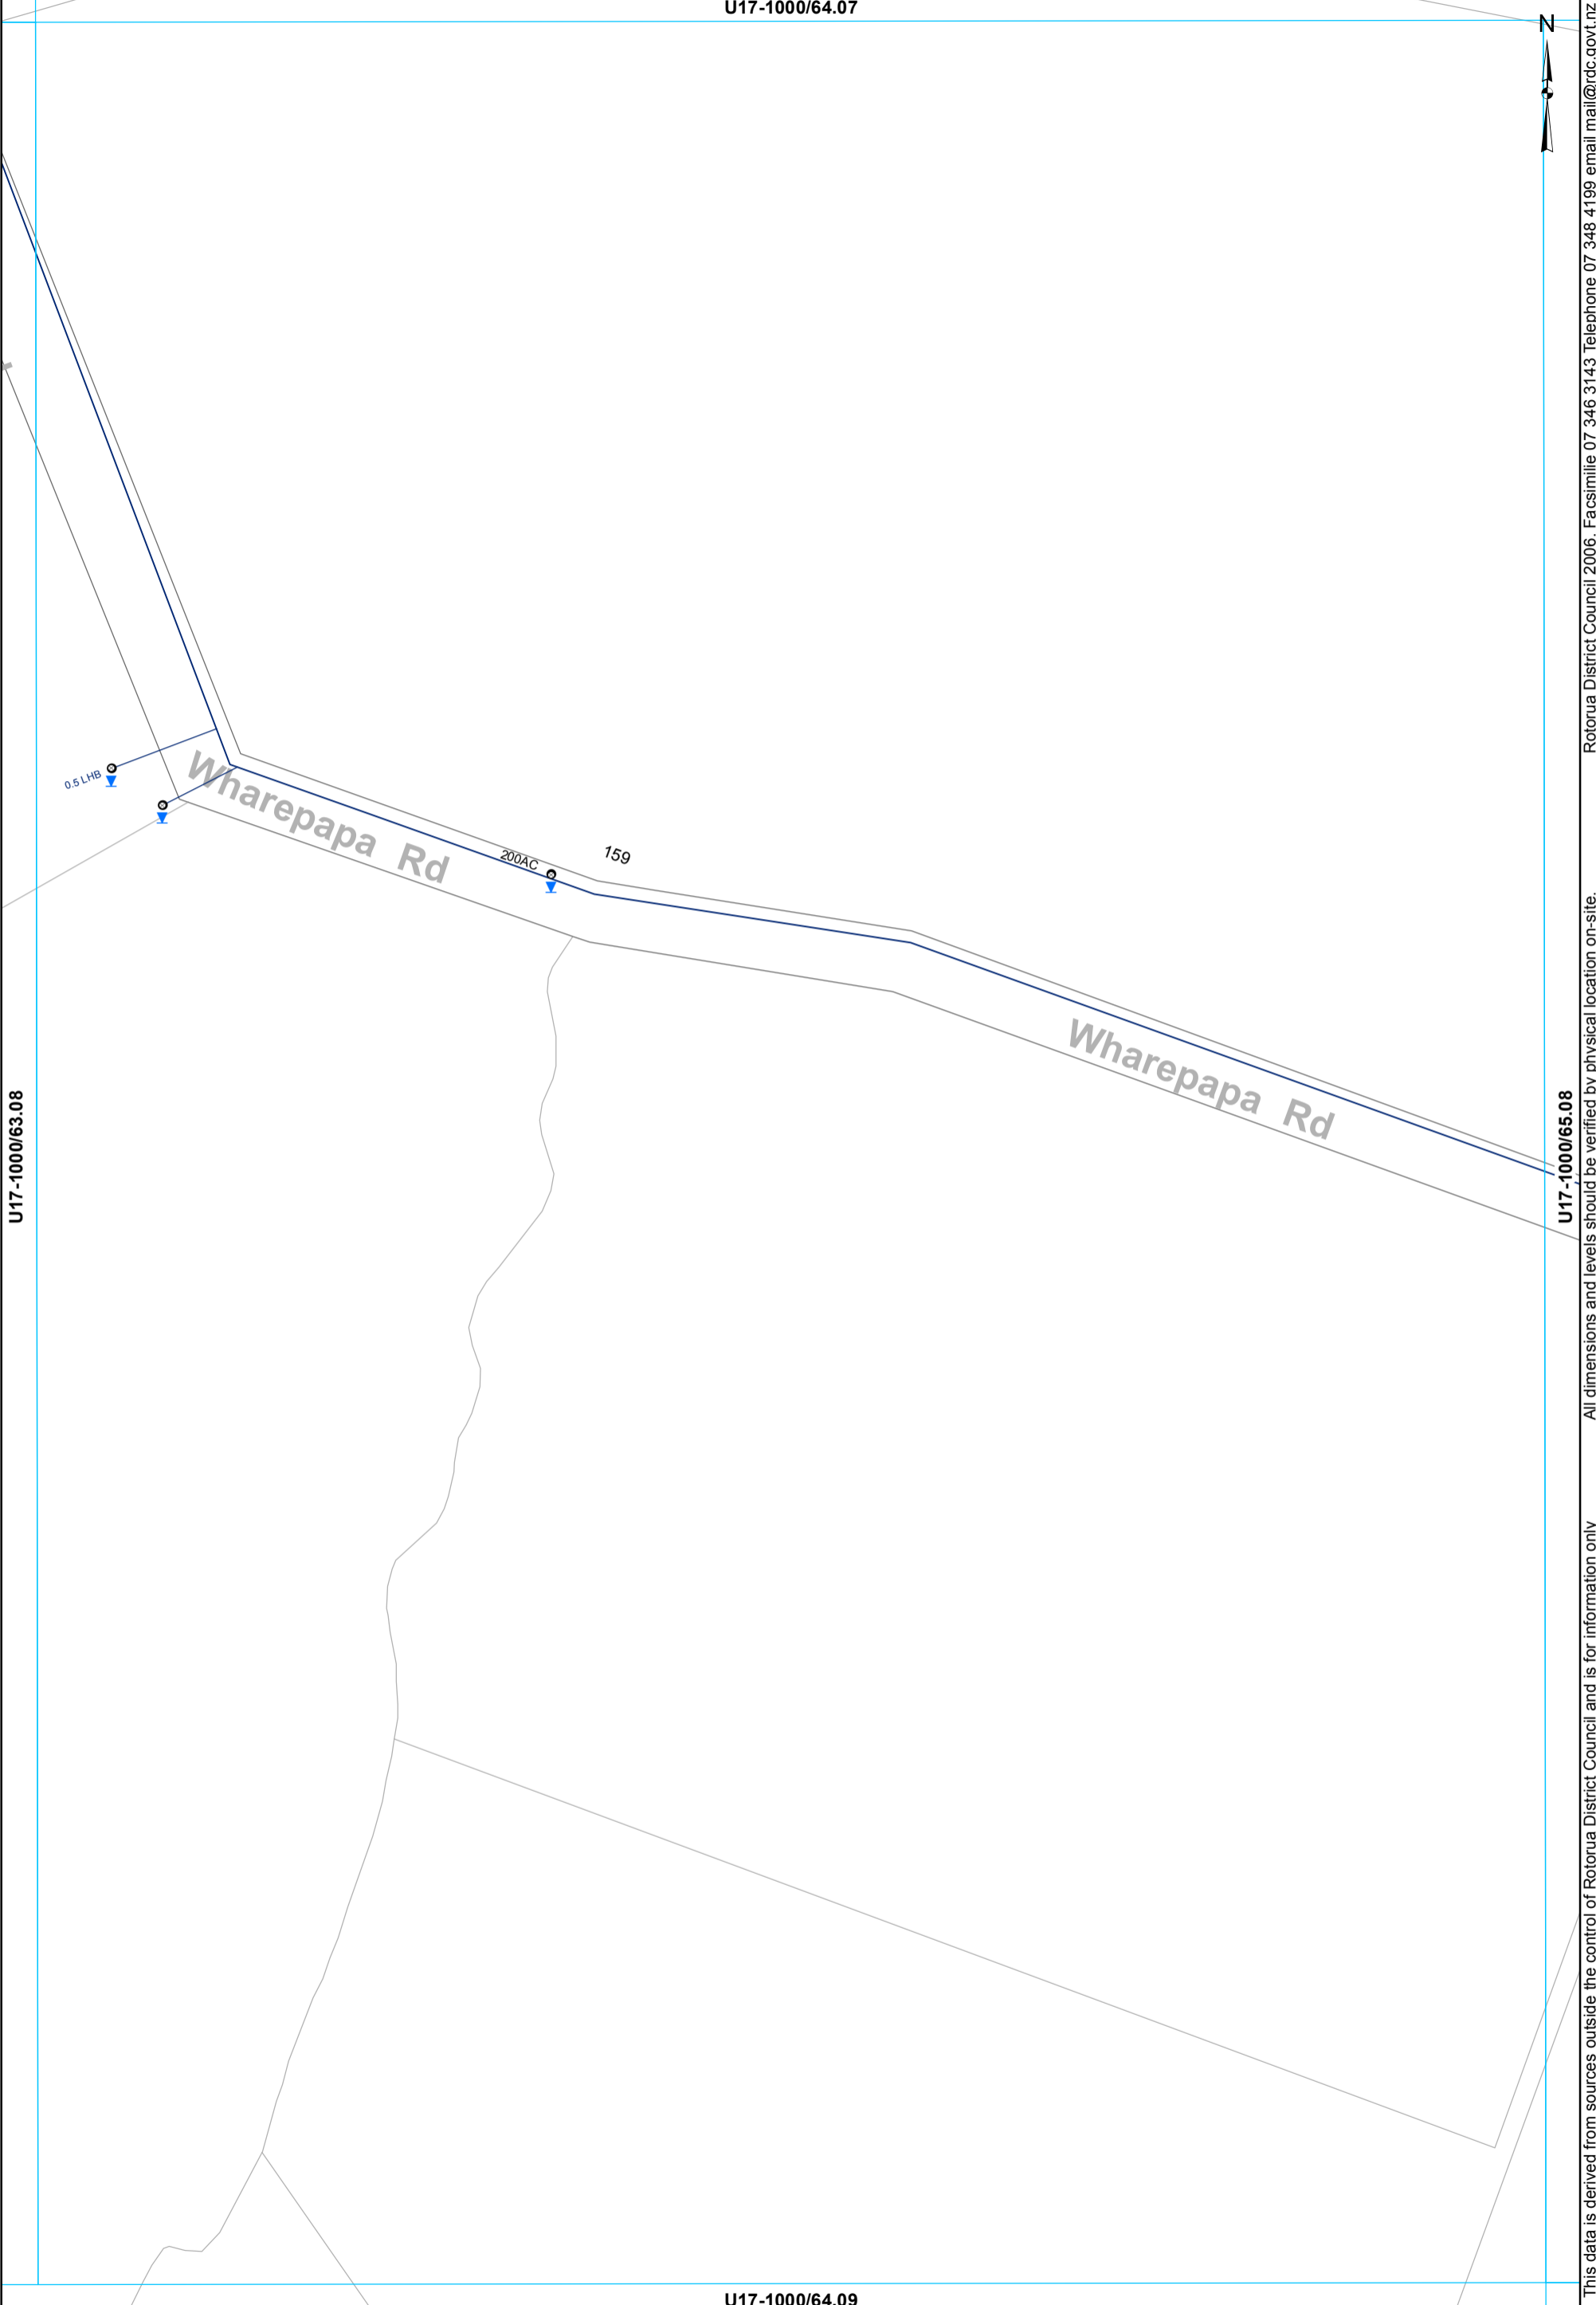 U17-1000/64.07
N
Wharepapa Rd
0.5 LHB
200AC
159
Wharepapa Rd
U17-1000/63.08
U17-1000/65.08
U17-1000/64.09
This data is derived from sources outside the control of Rotorua District Council and is for information only
All dimensions and levels should be verified by physical location on-site.
Rotorua District Council 2006. Facsimilie 07 346 3143 Telephone 07 348 4199 email mail@rdc.govt.nz